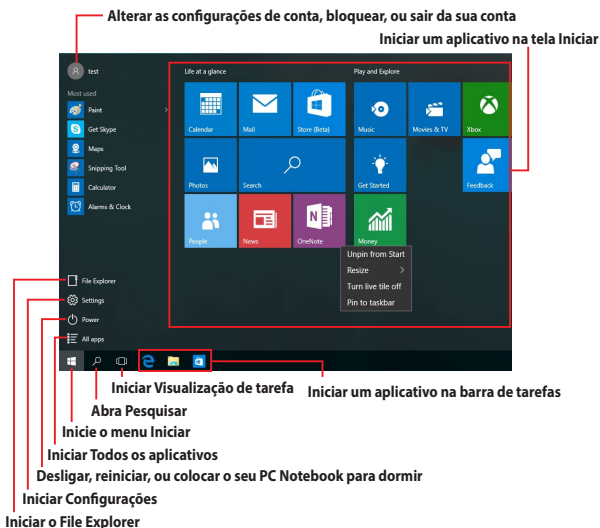 Alterar as configurações de conta, bloquear, ou sair da sua conta
Iniciar um aplicativo na tela Iniciar
test
Life at a glance
Play and Explore
Most used
Paint
Get Skype
Maps
Snipping Tool
Calculator
Alarms & Clock
Calendar
Mail
Store (Beta)
Music
Movies & TV
Xbox
Photos
Search
Get Started
Feedback
People
News
OneNote
Money
Unpin from Start
Resize
Turn live tile off
Pin to taskbar
File Explorer
Settings
Power
All apps
Iniciar Visualização de tarefa
Iniciar um aplicativo na barra de tarefas
Abra Pesquisar
Inicie o menu Iniciar
Iniciar Todos os aplicativos
Desligar, reiniciar, ou colocar o seu PC Notebook para dormir
Iniciar Configurações
Iniciar o File Explorer